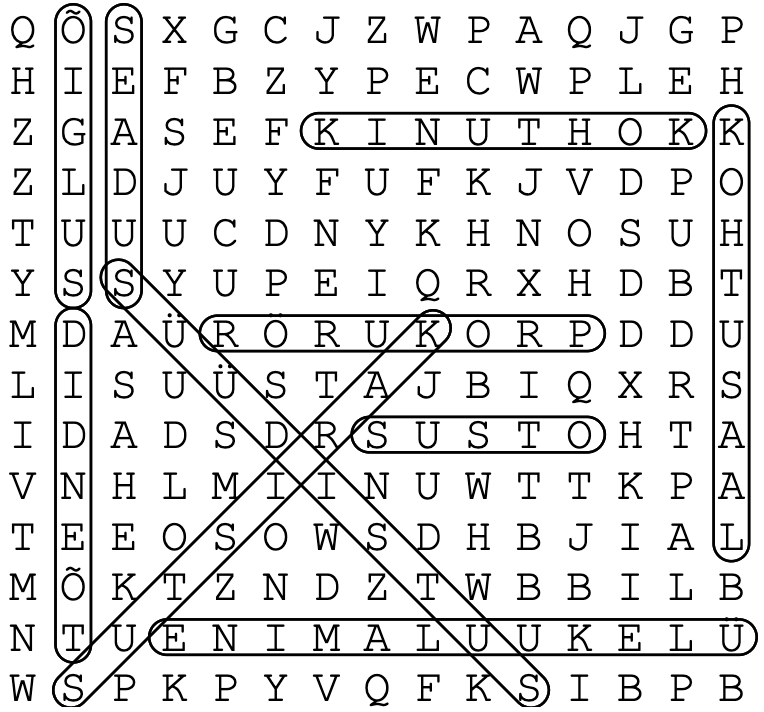 Q Õ S X G C J Z W P A Q J G P
H I E F B Z Y P E C W P L E H
Z G A S E F K I N U T H O K K
Z L D J U Y F U F K J V D P O
T U U U C D N Y K H N O S U H
Y S S Y U P E I Q R X H D B T
M D A Ü R Ö R U K O R P D D U
L I S U Ü S T A J B I Q X R S
I D A D S D R S U S T O H T A
V N H L M I I N U W T T K P A
T E E O S O W S D H B J I A L
M Õ K T Z N D Z T W B B I L B
N T U E N I M A L U U K E L Ü
W S P K P Y V Q F K S I B P B